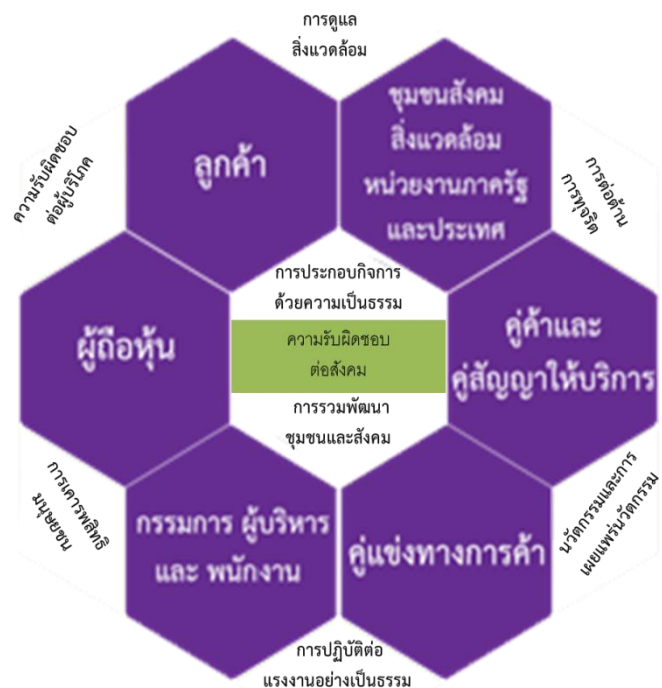 การดูแล
สิ่งแวดล้อม
ชุมชนสังคม
สิ่งแวดล้อม
หน่วยงานภาครัฐ
และประเทศ
ลูกค้า
ความรับผิดชอบ
ต่อผู้บริโภค
การต่อต้าน
การทุจริต
การประกอบกิจการ
ด้วยความเป็นธรรม
ความรับผิดชอบ
ต่อสังคม
การรวมพัฒนา
ชุมชนและสังคม
ผู้ถือหุ้น
คู่ค้าและ
คู่สัญญาให้บริการ
การเคารพสิทธิ
มนุษยชน
นวัตกรรมและการ
เผยแพร่นวัตกรรม
กรรมการ ผู้บริหาร
และ พนักงาน
คู่แข่งทางการค้า
การปฏิบัติต่อ
แรงงานอย่างเป็นธรรม